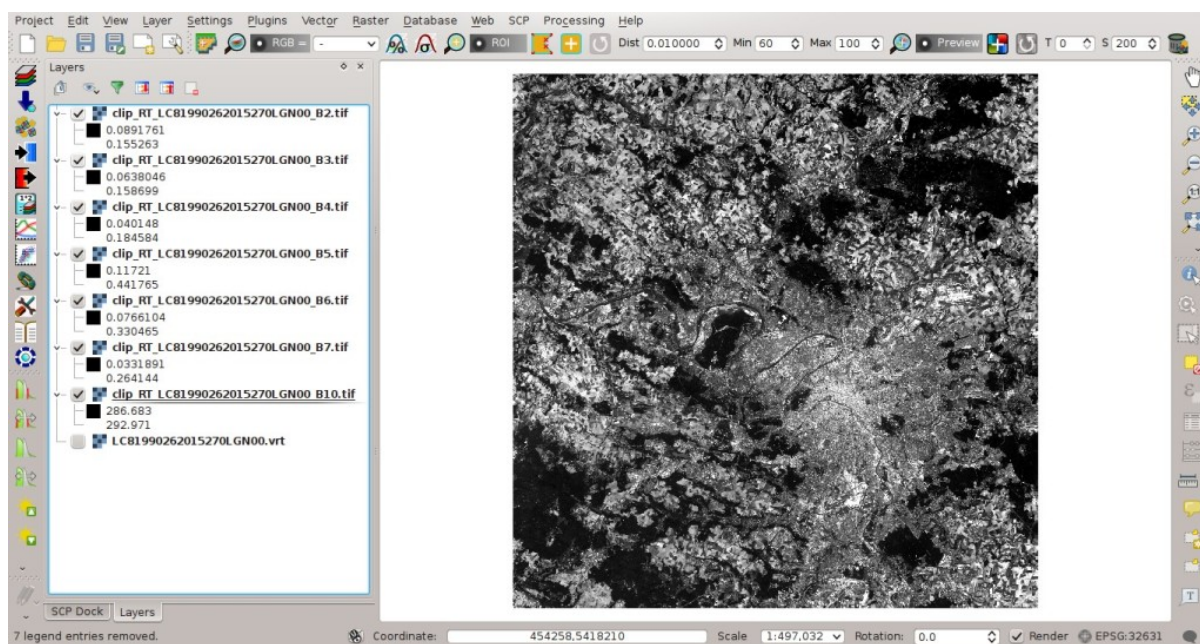 Project Edit View Layer Settings Plugins Vector Raster Database Web SCP Processing Help
RGB = - ROI Dist 0.010000 Min 60 Max 100 Preview T 0 S 200
Layers
clip_RT_LC81990262015270LGN00_B2.tif
0.0891761
0.155263
clip_RT_LC81990262015270LGN00_B3.tif
0.0638046
0.158699
clip_RT_LC81990262015270LGN00_B4.tif
0.040148
0.184584
clip_RT_LC81990262015270LGN00_B5.tif
0.11721
0.441765
clip_RT_LC81990262015270LGN00_B6.tif
0.0766104
0.330465
clip_RT_LC81990262015270LGN00_B7.tif
0.0331891
0.264144
clip_RT_LC81990262015270LGN00_B10.tif
286.683
292.971
LC81990262015270LGN00.vrt
SCP Dock Layers
7 legend entries removed. Coordinate: 454258,5418210 Scale 1:497,032 Rotation: 0.0 Render EPSG:32631